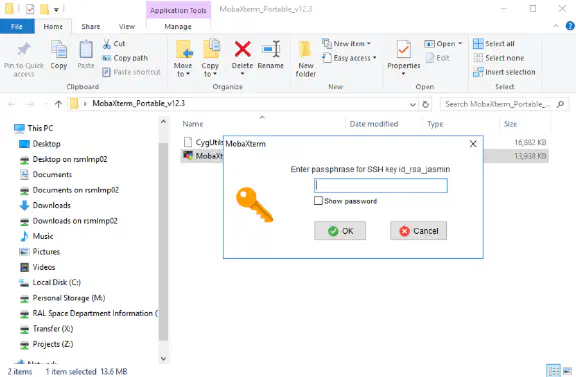 Application Tools
MobaXterm_Portable_v12.3
File
Home
Share
View
Manage
Pin to Quick access
Copy
Paste
Cut
Copy path
Paste shortcut
Clipboard
Move to
Copy to
Delete
Rename
Organize
New folder
New item
Easy access
New
Properties
Open
Edit
History
Open
Select all
Select none
Invert selection
Select
MobaXterm_Portable_v12.3
Search MobaXterm_Portable_...
Name
Date modified
Type
Size
This PC
Desktop
Desktop on rsmlmp02
Documents
Documents on rsmlmp02
Downloads
Downloads on rsmlmp02
Music
Pictures
Videos
Local Disk (C:)
Personal Storage (M:)
RAL Space Department Information (
Transfer (X:)
Projects (Z:)
Network
CygUtils
16,882 KB
MobaXt
13,938 KB
MobaXterm
Enter passphrase for SSH key id_rsa_jasmin
Show password
OK
Cancel
2 items
1 item selected 13.6 MB